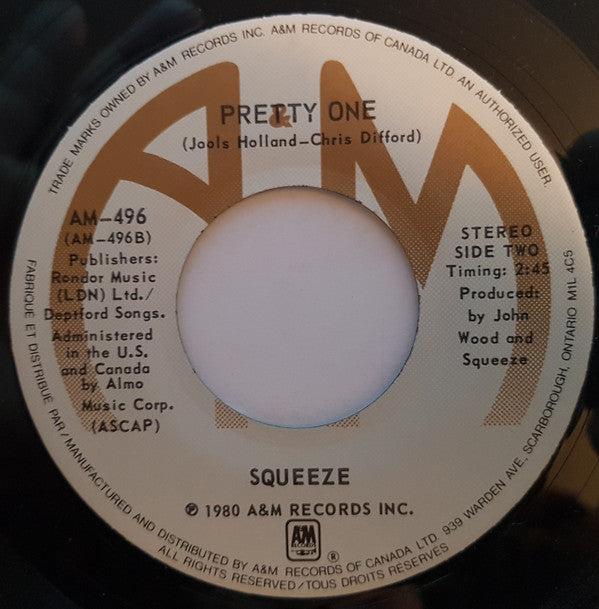 TRADE MARKS OWNED BY A&M RECORDS INC. A&M RECORDS OF CANADA LTD. AN AUTHORIZED USER.
A&M
PRETTY ONE
(Jools Holland–Chris Difford)
AM–496
(AM–496B)
Publishers:
Rondor Music
(LDN) Ltd./
Deptford Songs.
Administered
in the U.S.
and Canada
by Almo
Music Corp.
(ASCAP)
STEREO
SIDE TWO
Timing: 2:45
Produced:
by John
Wood and
Squeeze
SQUEEZE
℗ 1980 A&M RECORDS INC.
A&M
RECORDS
®
FABRIQUE ET DISTRIBUE PAR / MANUFACTURED AND DISTRIBUTED BY A&M RECORDS OF CANADA LTD. 939 WARDEN AVE, SCARBOROUGH, ONTARIO M1L 4C5
ALL RIGHTS RESERVED/TOUS DROITS RESERVÉS